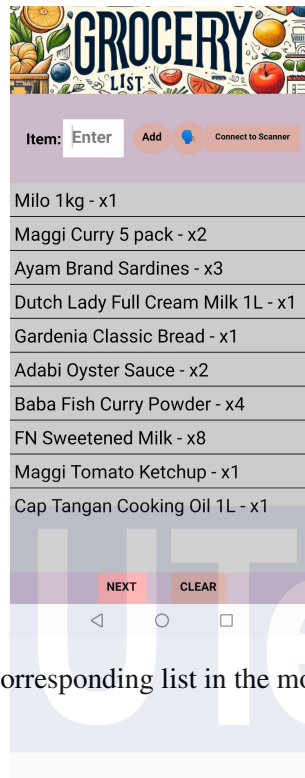 GROCERY
LIST
Item: Enter Add Connect to Scanner
Milo 1kg - x1
Maggi Curry 5 pack - x2
Ayam Brand Sardines - x3
Dutch Lady Full Cream Milk 1L - x1
Gardenia Classic Bread - x1
Adabi Oyster Sauce - x2
Baba Fish Curry Powder - x4
FN Sweetened Milk - x8
Maggi Tomato Ketchup - x1
Cap Tangan Cooking Oil 1L - x1
NEXT CLEAR
UTe
orresponding list in the mo